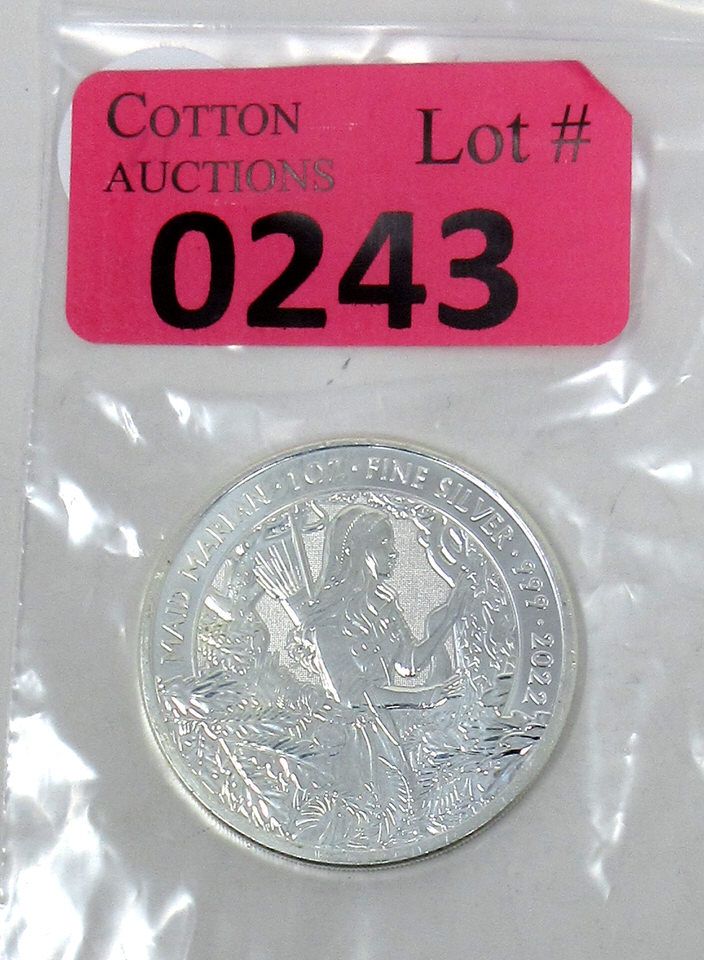 COTTON
AUCTIONS
Lot #
0243
MAID MARIAN · 1OZ · FINE SILVER · 999 · 2022